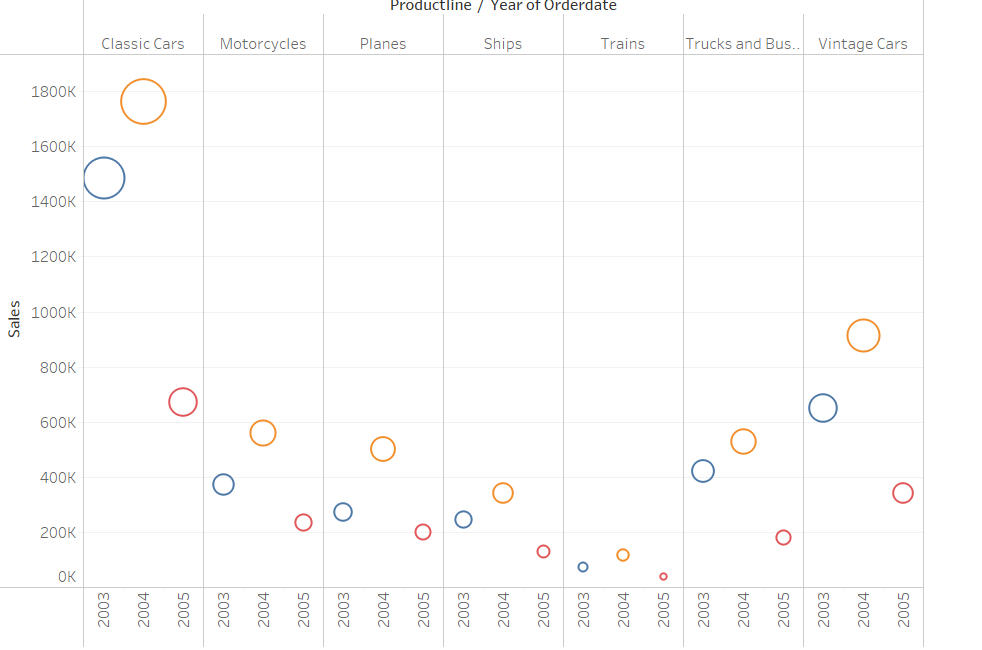 Productline / Year of Orderdate
Classic Cars Motorcycles Planes Ships Trains Trucks and Bus.. Vintage Cars
1800K
1600K
1400K
1200K
1000K
800K
600K
400K
200K
0K
Sales
2003 2004 2005 2003 2004 2005 2003 2004 2005 2003 2004 2005 2003 2004 2005 2003 2004 2005 2003 2004 2005